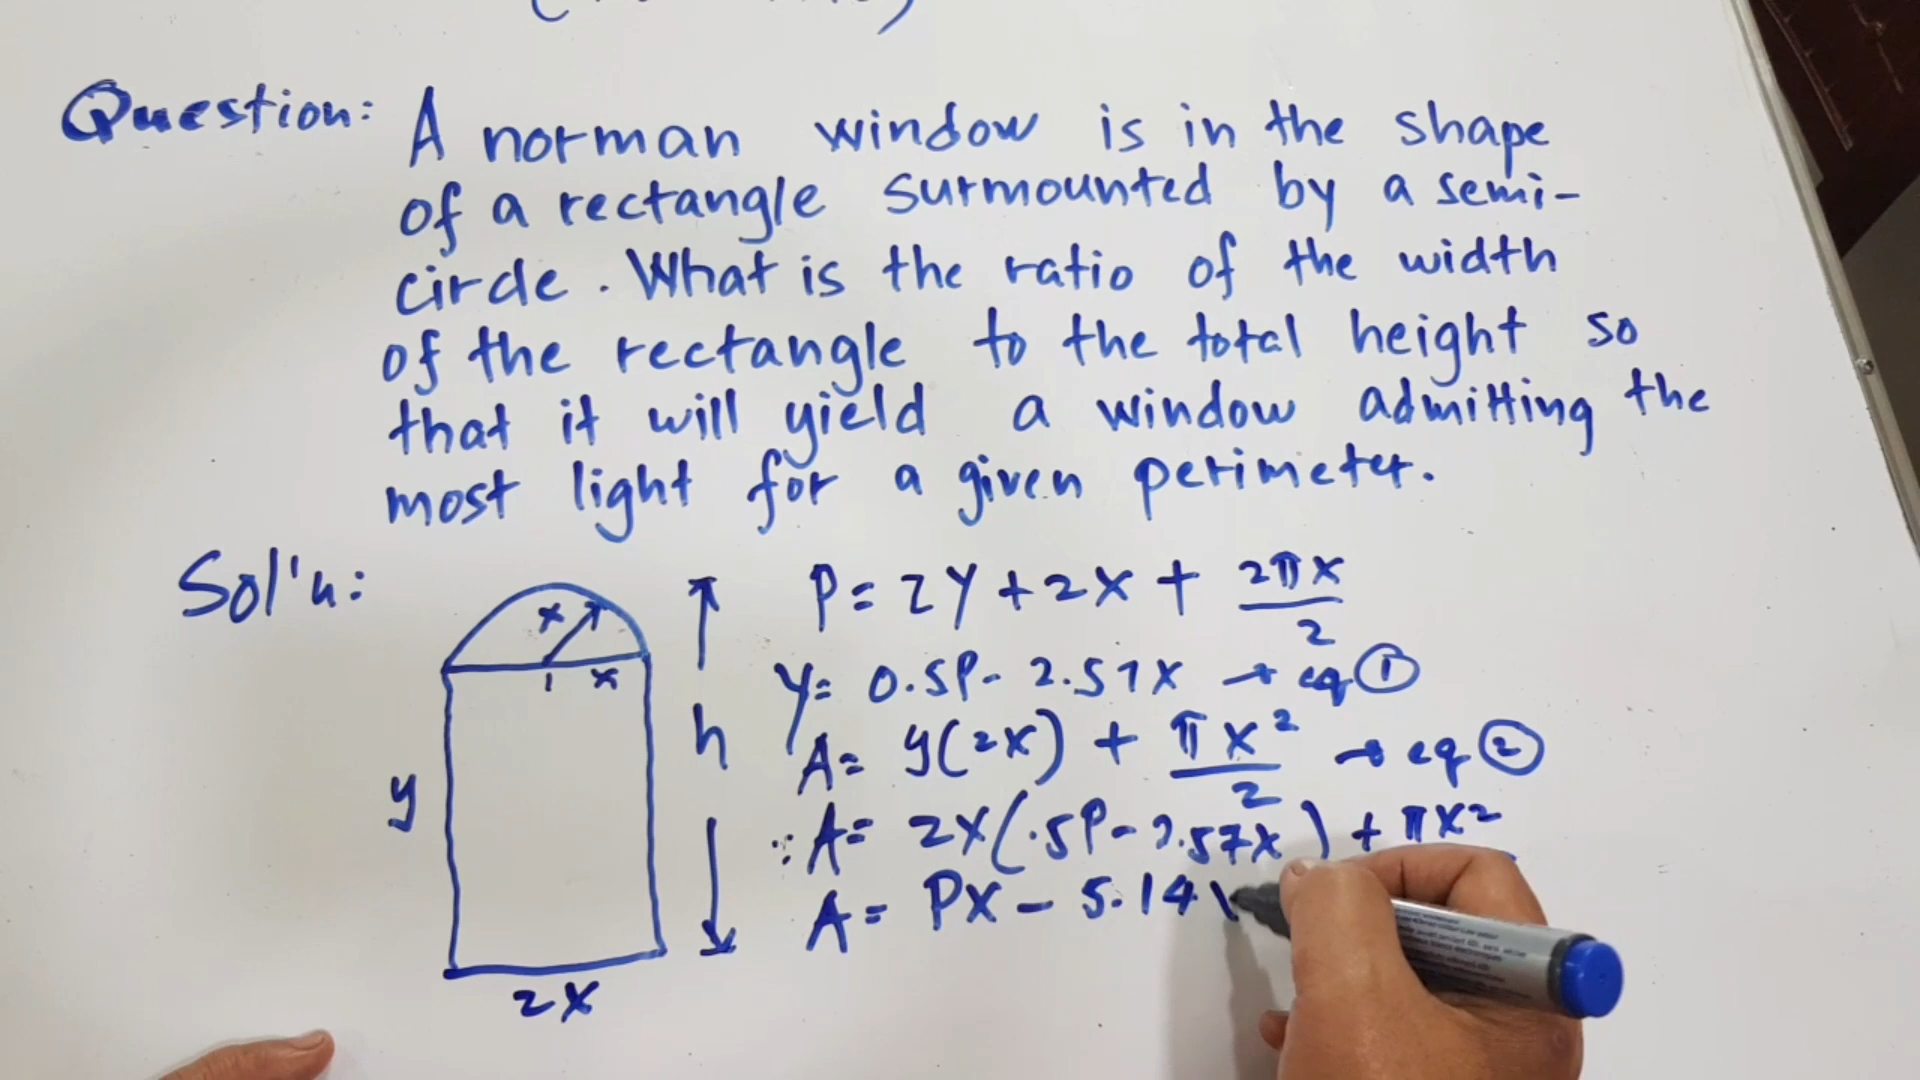 Question: A norman window is in the shape
of a rectangle surmounted by a semi-
circle. What is the ratio of the width
of the rectangle to the total height so
that it will yield a window admitting the
most light for a given perimeter.
Sol'n:
x
x
y
h
2x
P = 2Y + 2X + 2πx/2
Y = 0.5P - 2.57X → eq ①
A = y(2x) + πx²/2 → eq ②
∴ A = 2X(.5P - 2.57x) + πx²
A = PX - 5.14